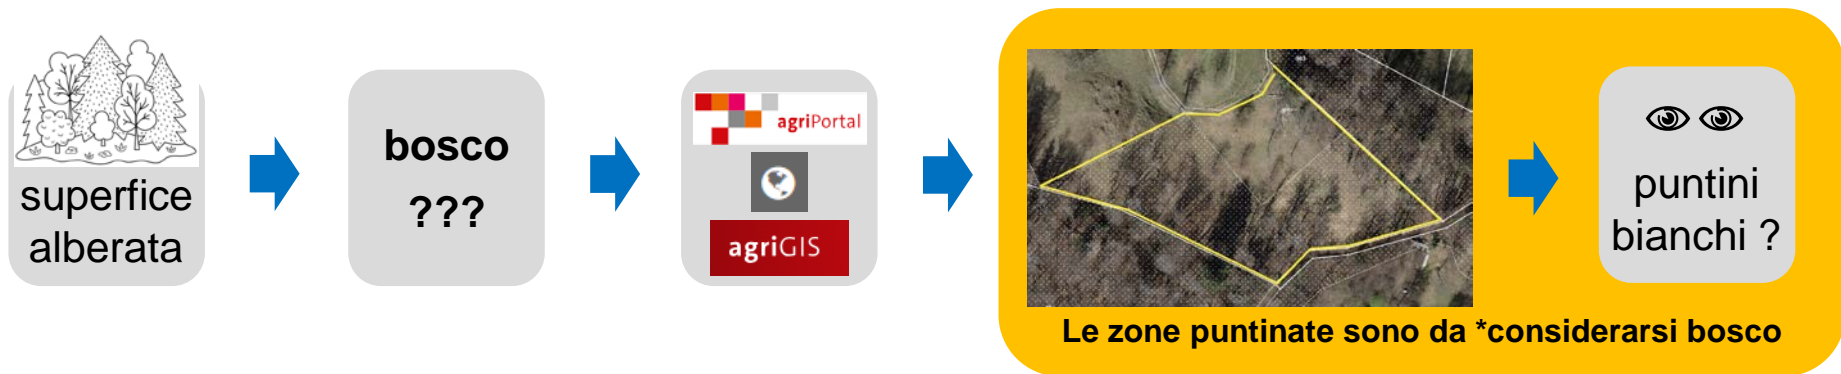 superfice
alberata
bosco
???
agriPortal
agriGIS
puntini
bianchi ?
Le zone puntinate sono da *considerarsi bosco